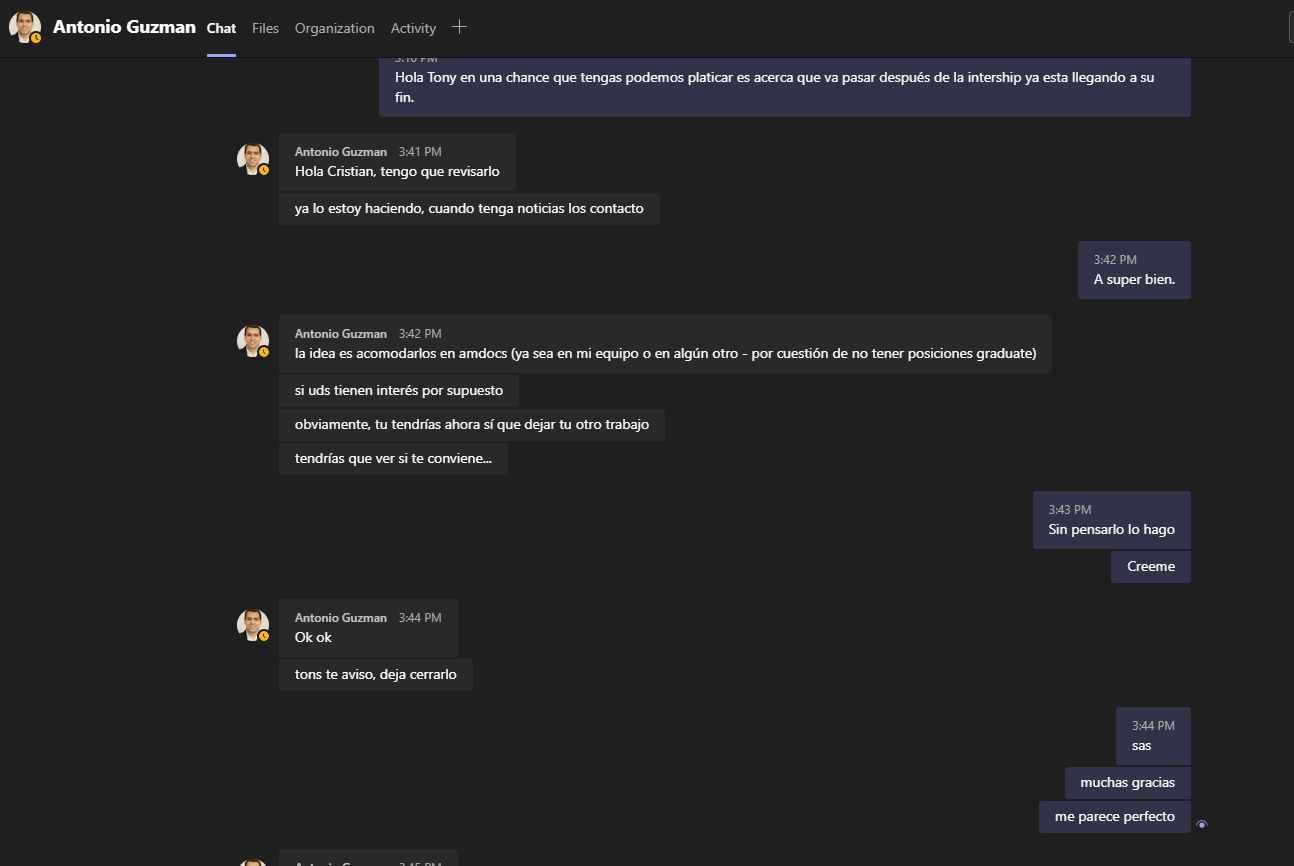 Antonio Guzman Chat Files Organization Activity
3:16 PM
Hola Tony en una chance que tengas podemos platicar es acerca que va pasar después de la intership ya esta llegando a su
fin.
Antonio Guzman 3:41 PM
Hola Cristian, tengo que revisarlo
ya lo estoy haciendo, cuando tenga noticias los contacto
3:42 PM
A super bien.
Antonio Guzman 3:42 PM
la idea es acomodarlos en amdocs (ya sea en mi equipo o en algún otro - por cuestión de no tener posiciones graduate)
si uds tienen interés por supuesto
obviamente, tu tendrías ahora sí que dejar tu otro trabajo
tendrías que ver si te conviene...
3:43 PM
Sin pensarlo lo hago
Creeme
Antonio Guzman 3:44 PM
Ok ok
tons te aviso, deja cerrarlo
3:44 PM
sas
muchas gracias
me parece perfecto
Antonio Guzman 3:45 PM